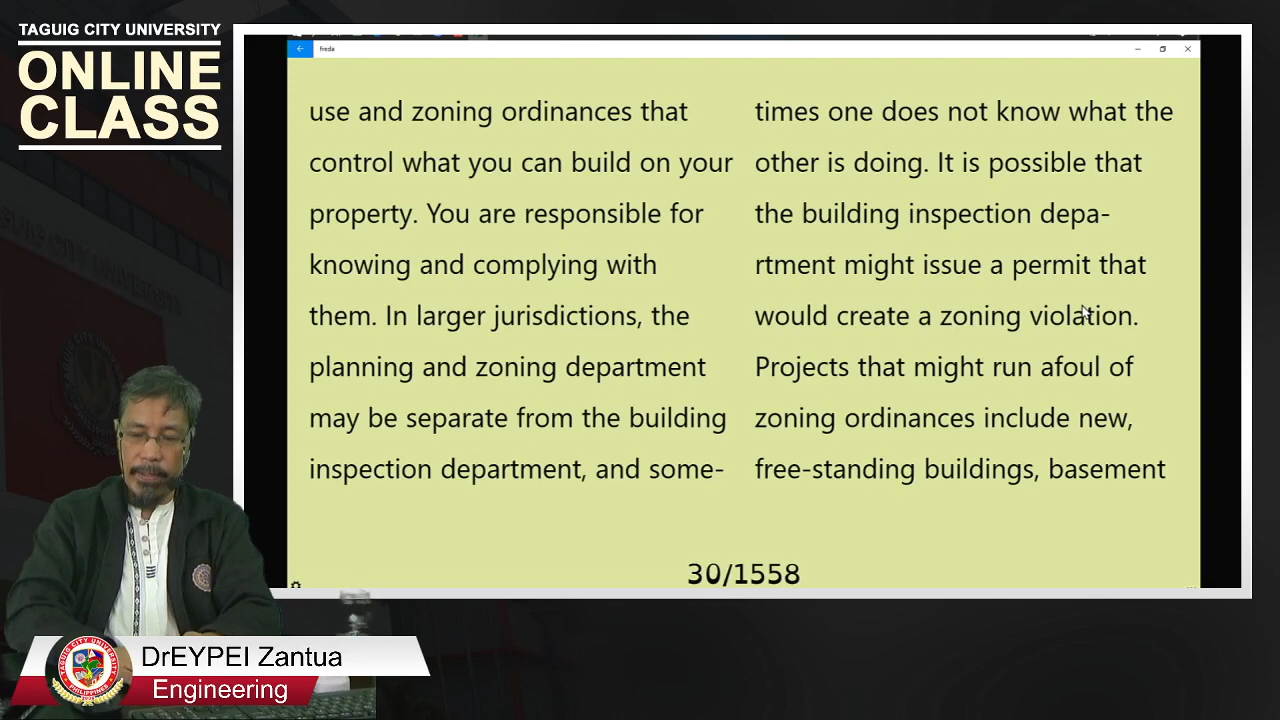 TAGUIG CITY UNIVERSITY
ONLINE
CLASS
freda
use and zoning ordinances that
control what you can build on your
property. You are responsible for
knowing and complying with
them. In larger jurisdictions, the
planning and zoning department
may be separate from the building
inspection department, and some-
times one does not know what the
other is doing. It is possible that
the building inspection depa-
rtment might issue a permit that
would create a zoning violation.
Projects that might run afoul of
zoning ordinances include new,
free-standing buildings, basement
30/1558
DrEYPEI Zantua
Engineering